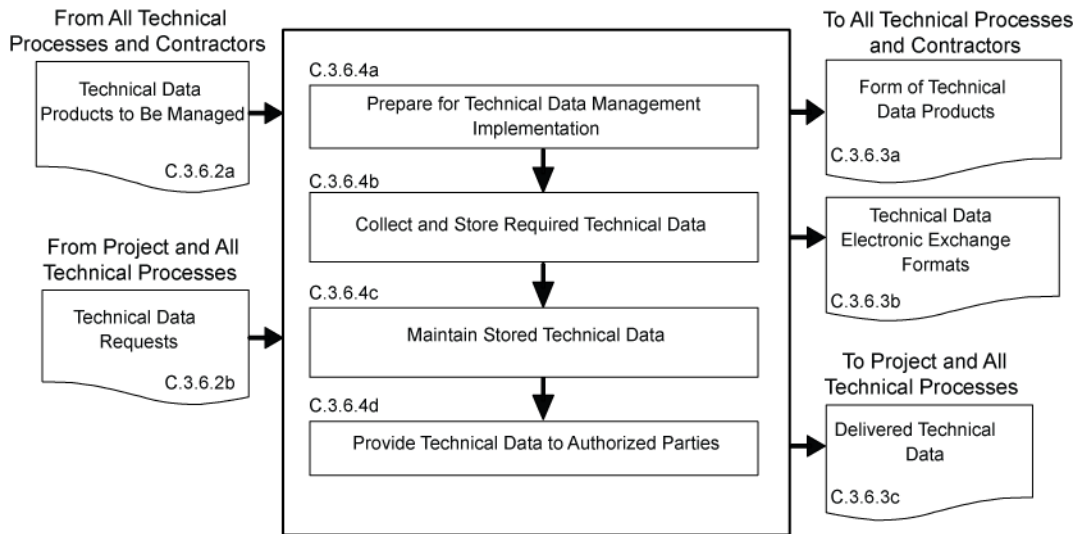 From All Technical
Processes and Contractors
Technical Data
Products to Be Managed
C.3.6.2a
From Project and All
Technical Processes
Technical Data
Requests
C.3.6.2b
C.3.6.4a
Prepare for Technical Data Management
Implementation
C.3.6.4b
Collect and Store Required Technical Data
C.3.6.4c
Maintain Stored Technical Data
C.3.6.4d
Provide Technical Data to Authorized Parties
To All Technical Processes
and Contractors
Form of Technical
Data Products
C.3.6.3a
Technical Data
Electronic Exchange
Formats
C.3.6.3b
To Project and All
Technical Processes
Delivered Technical
Data
C.3.6.3c